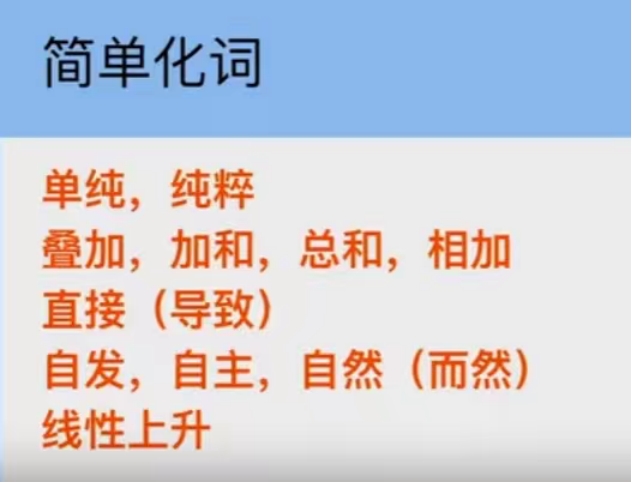 简单化词
单纯，纯粹
叠加，加和，总和，相加
直接（导致）
自发，自主，自然（而然）
线性上升